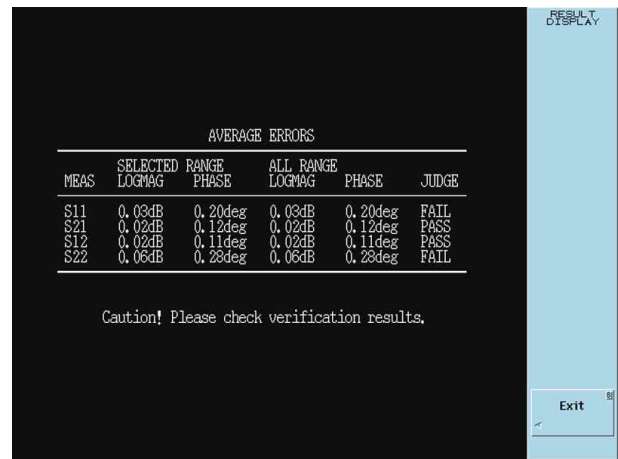 RESULT
DISPLAY
AVERAGE ERRORS
SELECTED RANGE ALL RANGE
MEAS LOGMAG PHASE LOGMAG PHASE JUDGE
S11 0.03dB 0.20deg 0.03dB 0.20deg FAIL
S21 0.02dB 0.12deg 0.02dB 0.12deg PASS
S12 0.02dB 0.11deg 0.02dB 0.11deg PASS
S22 0.06dB 0.28deg 0.06dB 0.28deg FAIL
Caution! Please check verification results.
Exit